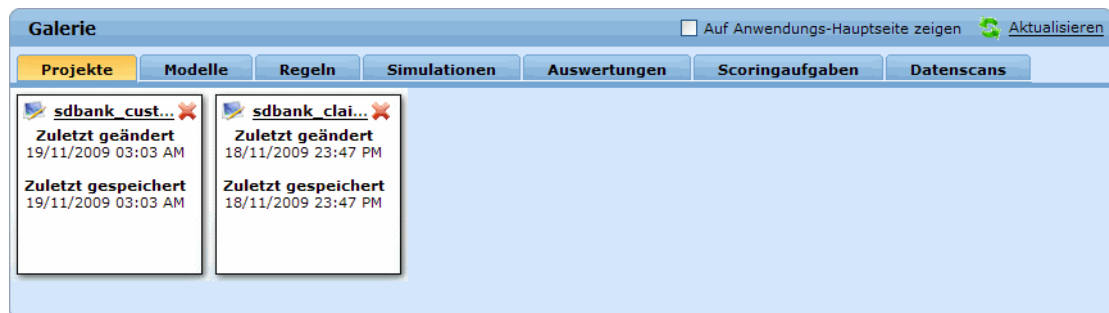 Galerie
Auf Anwendungs-Hauptseite zeigen
Aktualisieren
Projekte Modelle Regeln Simulationen Auswertungen Scoringaufgaben Datenscans
sdbank_cust...
Zuletzt geändert
19/11/2009 03:03 AM
Zuletzt gespeichert
19/11/2009 03:03 AM
sdbank_clai...
Zuletzt geändert
18/11/2009 23:47 PM
Zuletzt gespeichert
18/11/2009 23:47 PM